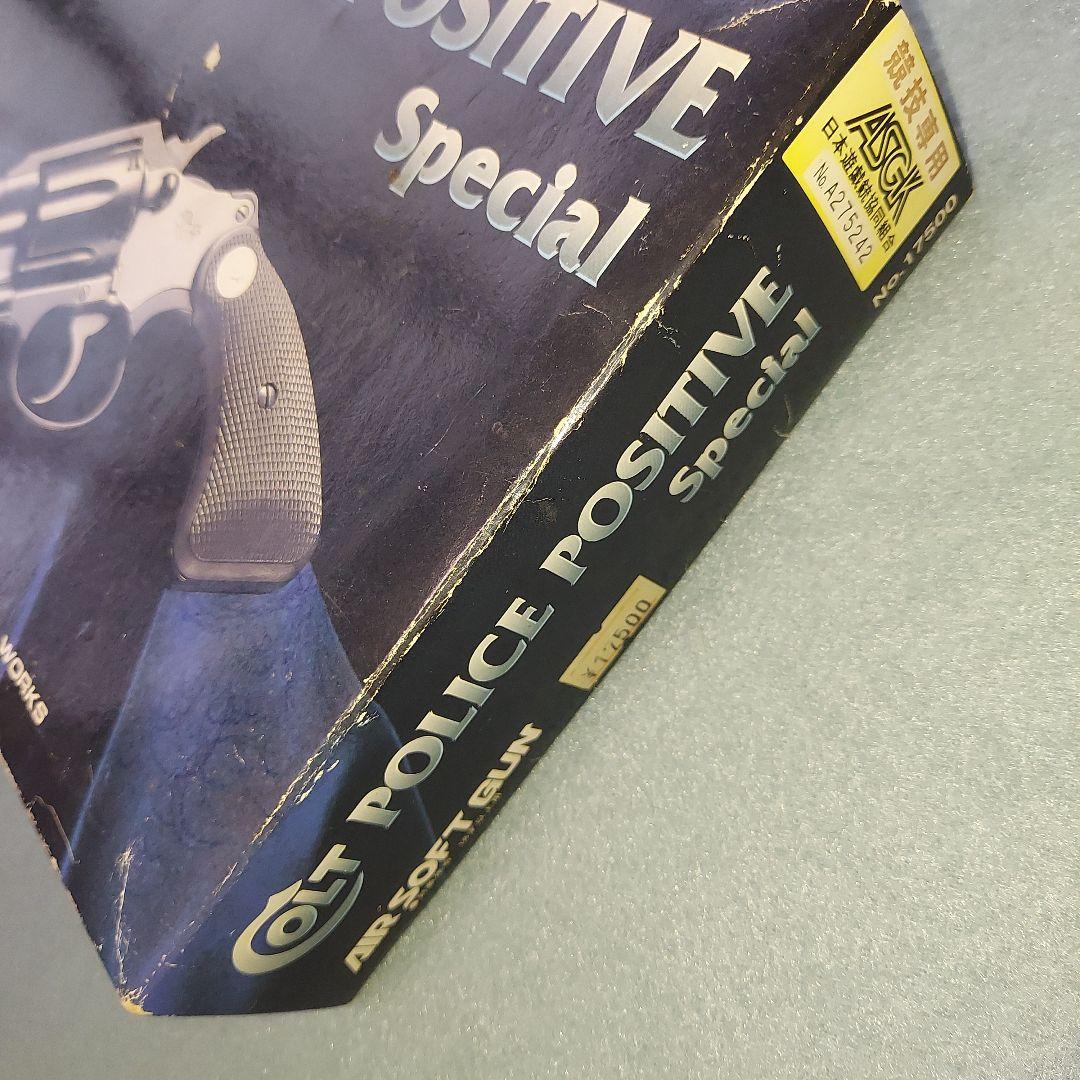 POSITIVE
Special
WORKS
競技専用
ASGK
日本遊戯銃協同組合
No.A275242
NO.17500
COLT POLICE POSITIVE
Special
¥17500
AIR SOFT GUN